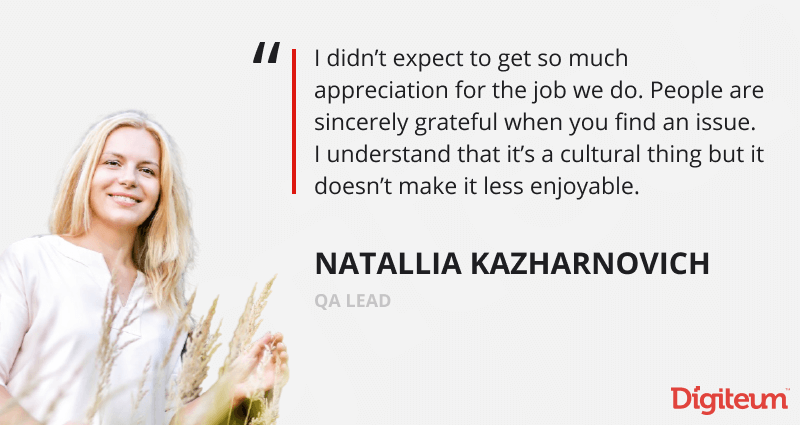 “
I didn’t expect to get so much
appreciation for the job we do. People are
sincerely grateful when you find an issue.
I understand that it’s a cultural thing but it
doesn’t make it less enjoyable.
NATALLIA KAZHARNOVICH
QA LEAD
Digiteum™